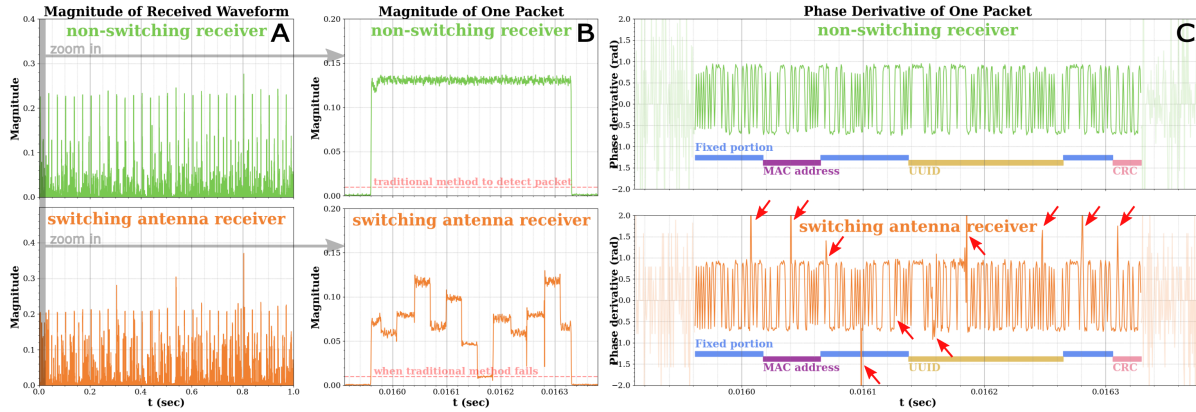 Magnitude of Received Waveform
A
non-switching receiver
zoom in
Magnitude
0.4
0.3
0.2
0.1
0.0
switching antenna receiver
zoom in
Magnitude
0.4
0.3
0.2
0.1
0.0
0.0 0.2 0.4 0.6 0.8 1.0
t (sec)
Magnitude of One Packet
B
non-switching receiver
Magnitude
0.20
0.15
0.10
0.05
0.00
traditional method to detect packet
switching antenna receiver
Magnitude
0.20
0.15
0.10
0.05
0.00
when traditional method fails
0.0160 0.0161 0.0162 0.0163
t (sec)
Phase Derivative of One Packet
C
non-switching receiver
Phase derivative (rad)
2.0
1.5
1.0
0.5
0.0
0.5
1.0
1.5
2.0
Fixed portion
MAC address
UUID
CRC
switching antenna receiver
Phase derivative (rad)
2.0
1.5
1.0
0.5
0.0
0.5
1.0
1.5
2.0
Fixed portion
MAC address
UUID
CRC
0.0160 0.0161 0.0162 0.0163
t (sec)